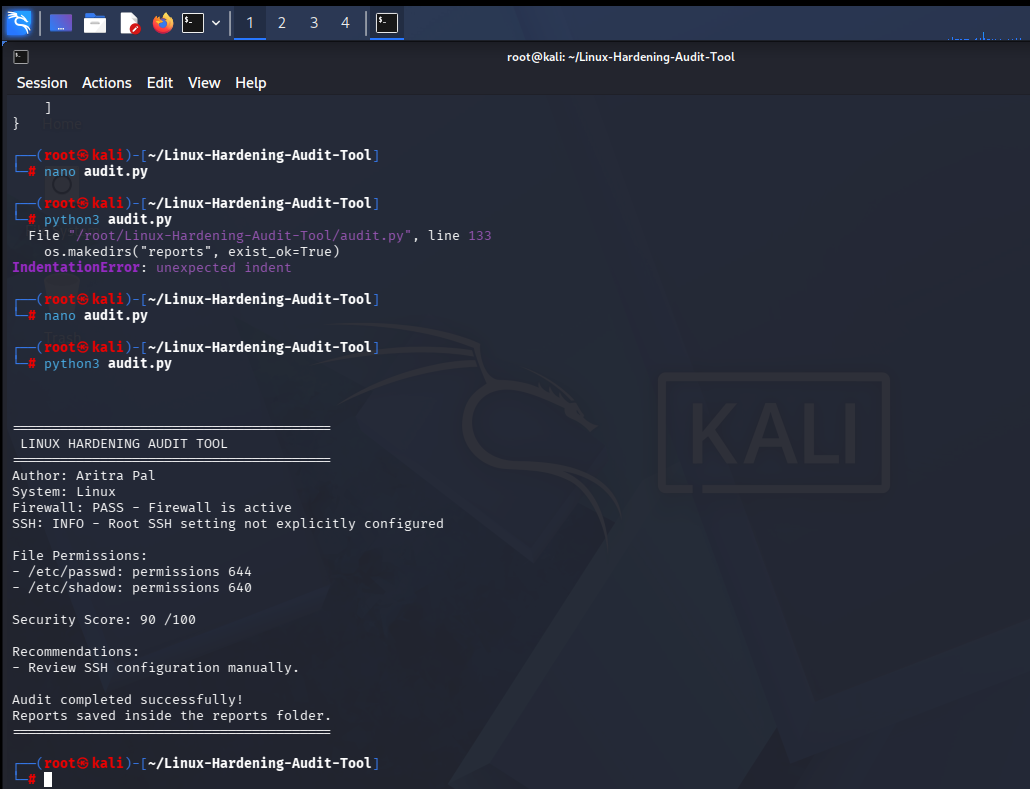 1 2 3 4
root@kali: ~/Linux-Hardening-Audit-Tool
Session Actions Edit View Help
]
}
Home
┌──(root㉿kali)-[~/Linux-Hardening-Audit-Tool]
└─# nano audit.py
┌──(root㉿kali)-[~/Linux-Hardening-Audit-Tool]
└─# python3 audit.py
File "/root/Linux-Hardening-Audit-Tool/audit.py", line 133
os.makedirs("reports", exist_ok=True)
IndentationError: unexpected indent
┌──(root㉿kali)-[~/Linux-Hardening-Audit-Tool]
└─# nano audit.py
Trash
┌──(root㉿kali)-[~/Linux-Hardening-Audit-Tool]
└─# python3 audit.py
KALI
========================================
LINUX HARDENING AUDIT TOOL
========================================
Author: Aritra Pal
System: Linux
Firewall: PASS - Firewall is active
SSH: INFO - Root SSH setting not explicitly configured
File Permissions:
- /etc/passwd: permissions 644
- /etc/shadow: permissions 640
Security Score: 90 /100
Recommendations:
- Review SSH configuration manually.
Audit completed successfully!
Reports saved inside the reports folder.
========================================
┌──(root㉿kali)-[~/Linux-Hardening-Audit-Tool]
└─#